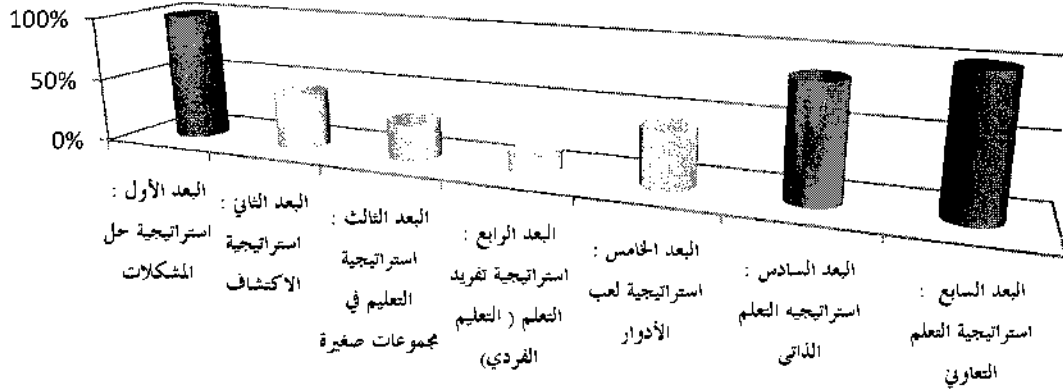 100%
50%
0%
البعد الأول :
استراتيجية حل
المشكلات
البعد الثاني :
استراتيجية
الاكتشاف
البعد الثالث :
استراتيجية
التعليم في
مجموعات صغيرة
البعد الرابع :
استراتيجية تفريد
التعلم ( التعليم
الفردي)
البعد الخامس :
استراتيجية لعب
الأدوار
البعد السادس :
استراتيجيه التعلم
الذاتي
البعد السابع :
استراتيجية التعلم
التعاوني